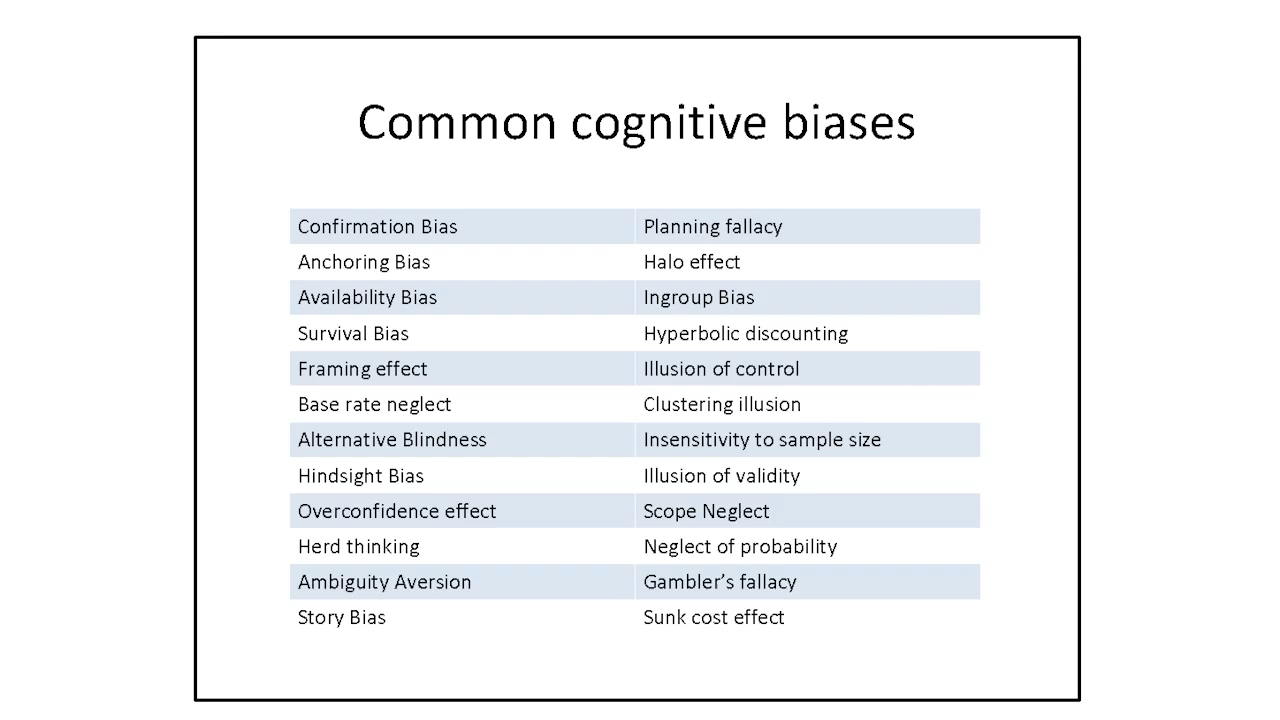 Common cognitive biases
Confirmation Bias Planning fallacy
Anchoring Bias Halo effect
Availability Bias Ingroup Bias
Survival Bias Hyperbolic discounting
Framing effect Illusion of control
Base rate neglect Clustering illusion
Alternative Blindness Insensitivity to sample size
Hindsight Bias Illusion of validity
Overconfidence effect Scope Neglect
Herd thinking Neglect of probability
Ambiguity Aversion Gambler’s fallacy
Story Bias Sunk cost effect